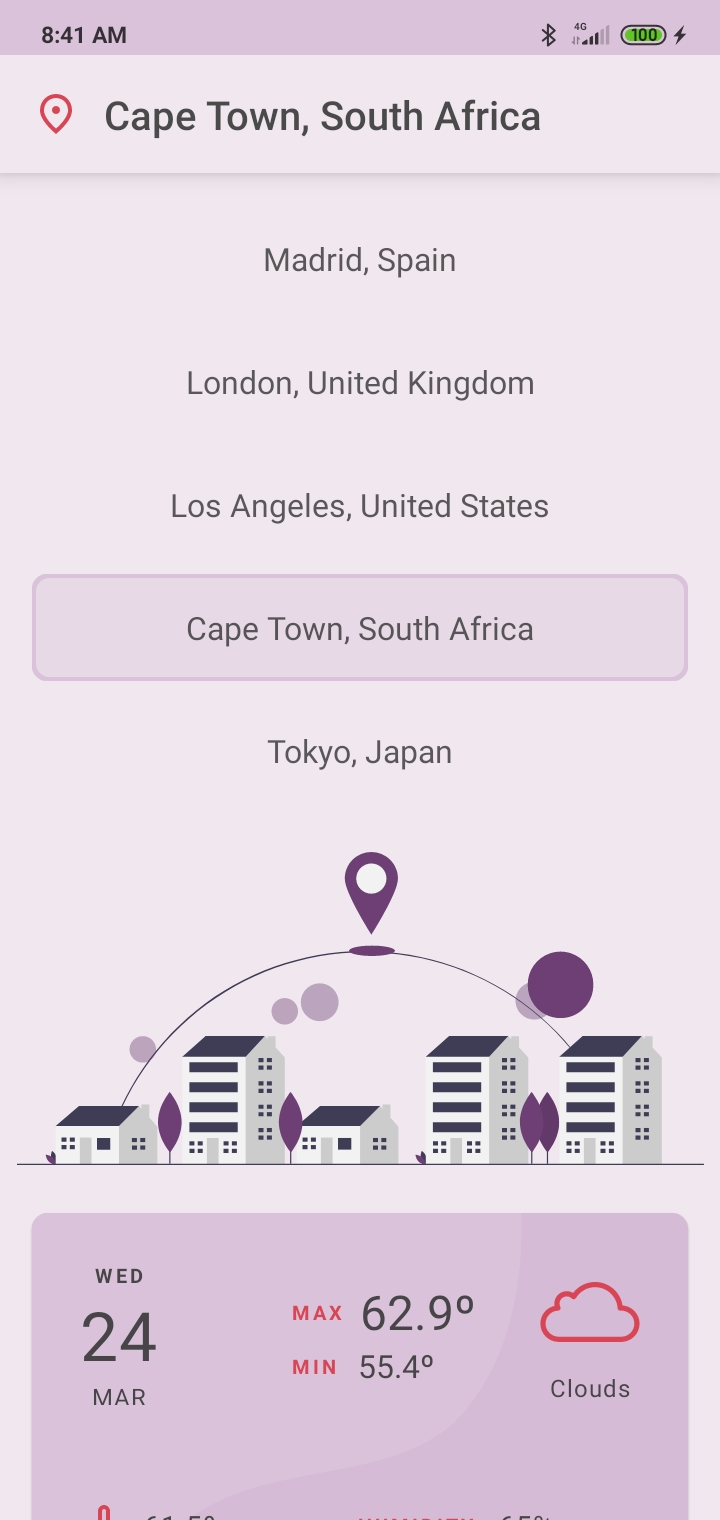 8:41 AM 4G 100
Cape Town, South Africa
Madrid, Spain
London, United Kingdom
Los Angeles, United States
Cape Town, South Africa
Tokyo, Japan
WED
24
MAR
MAX 62.9º
MIN 55.4º
Clouds